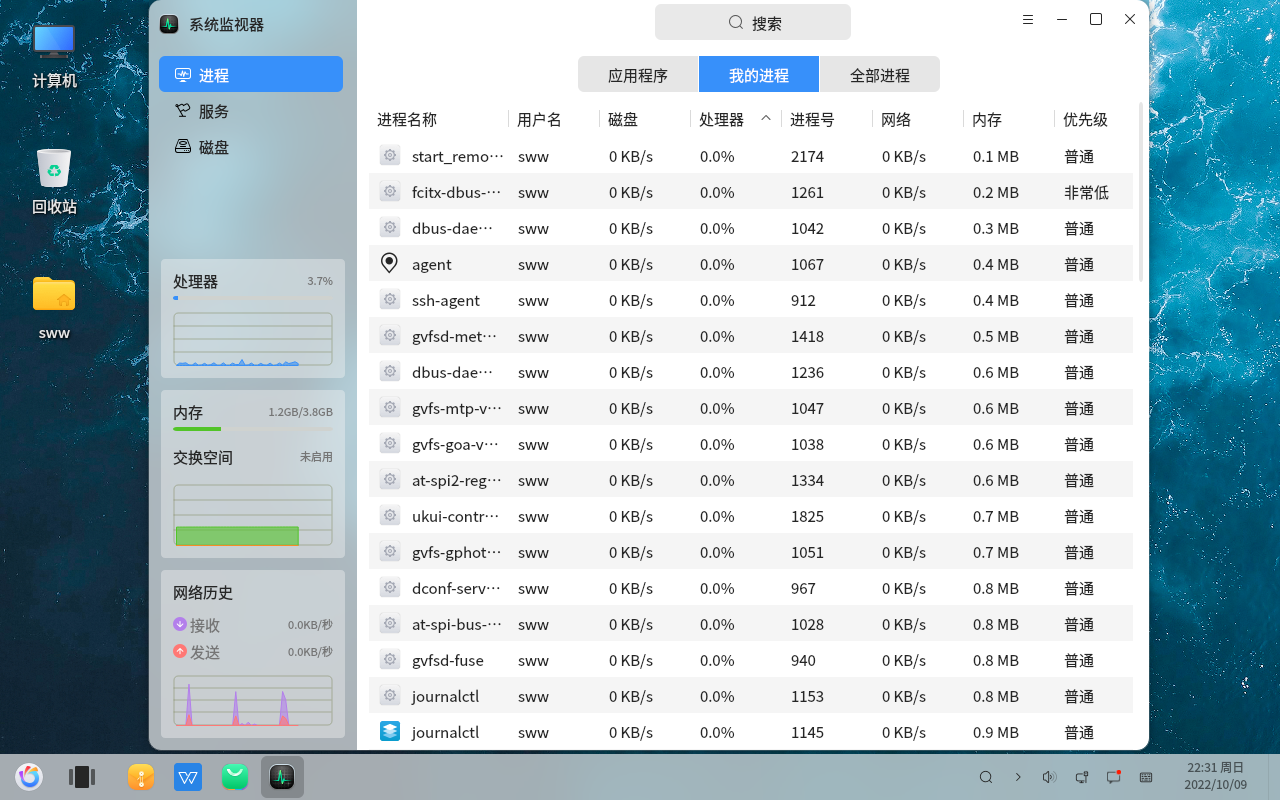 计算机
回收站
sww
系统监视器
搜索
进程
服务
磁盘
应用程序
我的进程
全部进程
处理器 3.7%
内存 1.2GB/3.8GB
交换空间 未启用
网络历史
接收 0.0KB/秒
发送 0.0KB/秒
进程名称 用户名 磁盘 处理器 进程号 网络 内存 优先级
start_remo··· sww 0 KB/s 0.0% 2174 0 KB/s 0.1 MB 普通
fcitx-dbus-··· sww 0 KB/s 0.0% 1261 0 KB/s 0.2 MB 非常低
dbus-dae··· sww 0 KB/s 0.0% 1042 0 KB/s 0.3 MB 普通
agent sww 0 KB/s 0.0% 1067 0 KB/s 0.4 MB 普通
ssh-agent sww 0 KB/s 0.0% 912 0 KB/s 0.4 MB 普通
gvfsd-met··· sww 0 KB/s 0.0% 1418 0 KB/s 0.5 MB 普通
dbus-dae··· sww 0 KB/s 0.0% 1236 0 KB/s 0.6 MB 普通
gvfs-mtp-v··· sww 0 KB/s 0.0% 1047 0 KB/s 0.6 MB 普通
gvfs-goa-v··· sww 0 KB/s 0.0% 1038 0 KB/s 0.6 MB 普通
at-spi2-reg··· sww 0 KB/s 0.0% 1334 0 KB/s 0.6 MB 普通
ukui-contr··· sww 0 KB/s 0.0% 1825 0 KB/s 0.7 MB 普通
gvfs-gphot··· sww 0 KB/s 0.0% 1051 0 KB/s 0.7 MB 普通
dconf-serv··· sww 0 KB/s 0.0% 967 0 KB/s 0.8 MB 普通
at-spi-bus-··· sww 0 KB/s 0.0% 1028 0 KB/s 0.8 MB 普通
gvfsd-fuse sww 0 KB/s 0.0% 940 0 KB/s 0.8 MB 普通
journalctl sww 0 KB/s 0.0% 1153 0 KB/s 0.8 MB 普通
journalctl sww 0 KB/s 0.0% 1145 0 KB/s 0.9 MB 普通
22:31 周日
2022/10/09